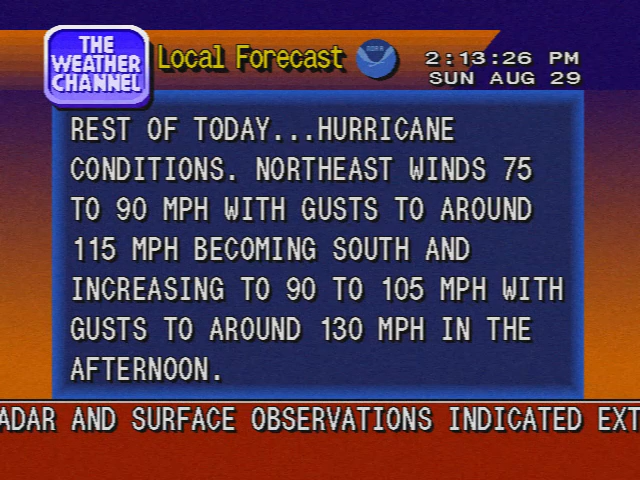 THE
WEATHER
CHANNEL
Local Forecast
NOAA
2:13:26 PM
SUN AUG 29
REST OF TODAY...HURRICANE
CONDITIONS. NORTHEAST WINDS 75
TO 90 MPH WITH GUSTS TO AROUND
115 MPH BECOMING SOUTH AND
INCREASING TO 90 TO 105 MPH WITH
GUSTS TO AROUND 130 MPH IN THE
AFTERNOON.
ADAR AND SURFACE OBSERVATIONS INDICATED EXT